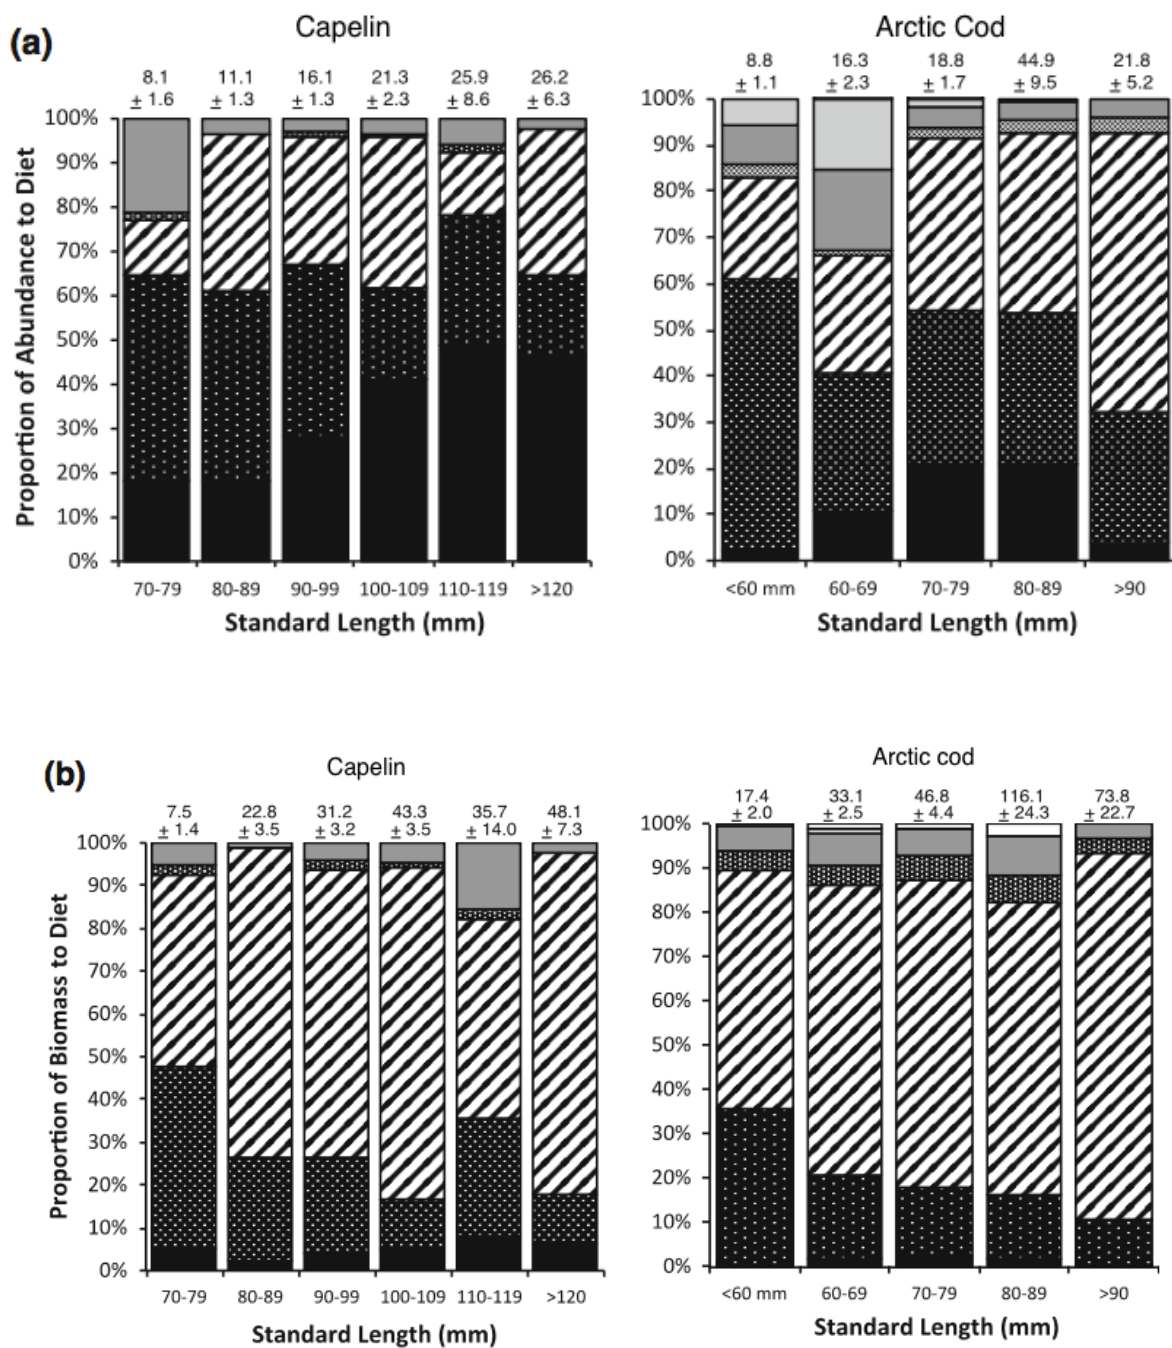 (a)
Capelin
8.1 11.1 16.1 21.3 25.9 26.2
± 1.6 ± 1.3 ± 1.3 ± 2.3 ± 8.6 ± 6.3
Proportion of Abundance to Diet
100%
90%
80%
70%
60%
50%
40%
30%
20%
10%
0%
70-79 80-89 90-99 100-109 110-119 >120
Standard Length (mm)
Arctic Cod
8.8 16.3 18.8 44.9 21.8
± 1.1 ± 2.3 ± 1.7 ± 9.5 ± 5.2
100%
90%
80%
70%
60%
50%
40%
30%
20%
10%
0%
<60 mm 60-69 70-79 80-89 >90
Standard Length (mm)
(b)
Capelin
7.5 22.8 31.2 43.3 35.7 48.1
± 1.4 ± 3.5 ± 3.2 ± 3.5 ± 14.0 ± 7.3
Proportion of Biomass to Diet
100%
90%
80%
70%
60%
50%
40%
30%
20%
10%
0%
70-79 80-89 90-99 100-109 110-119 >120
Standard Length (mm)
Arctic cod
17.4 33.1 46.8 116.1 73.8
± 2.0 ± 2.5 ± 4.4 ± 24.3 ± 22.7
100%
90%
80%
70%
60%
50%
40%
30%
20%
10%
0%
<60 mm 60-69 70-79 80-89 >90
Standard Length (mm)